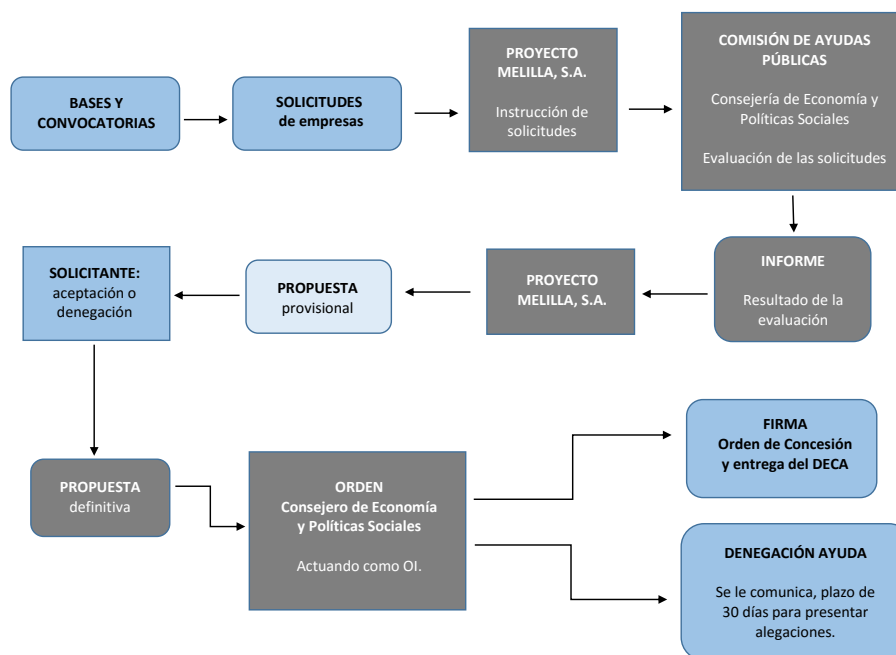 BASES Y
CONVOCATORIAS
SOLICITUDES
de empresas
PROYECTO
MELILLA, S.A.
Instrucción de
solicitudes
COMISIÓN DE AYUDAS
PÚBLICAS
Consejería de Economía y
Políticas Sociales
Evaluación de las solicitudes
SOLICITANTE:
aceptación o
denegación
PROPUESTA
provisional
PROYECTO
MELILLA, S.A.
INFORME
Resultado de la
evaluación
PROPUESTA
definitiva
ORDEN
Consejero de Economía
y Políticas Sociales
Actuando como OI.
FIRMA
Orden de Concesión
y entrega del DECA
DENEGACIÓN AYUDA
Se le comunica, plazo de
30 días para presentar
alegaciones.